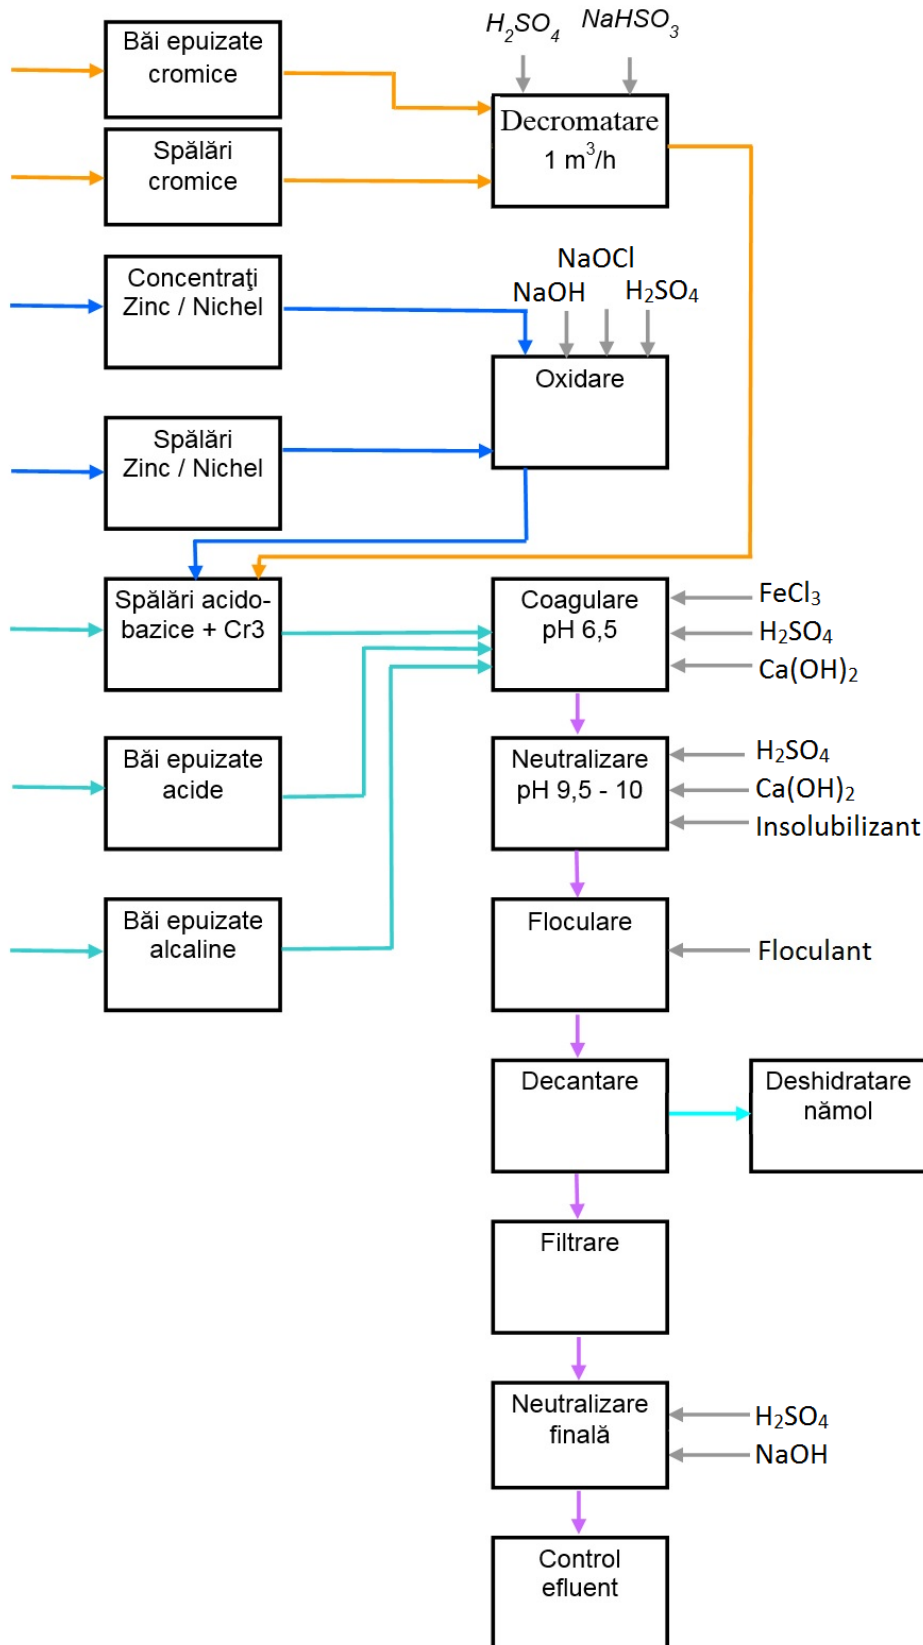 H₂SO₄
NaHSO₃
Băi epuizate
cromice
Decromatare
1 m³/h
Spălări
cromice
Concentraţi
Zinc / Nichel
NaOCl
NaOH
H₂SO₄
Oxidare
Spălări
Zinc / Nichel
Spălări acido-
bazice + Cr3
Coagulare
pH 6,5
FeCl₃
H₂SO₄
Ca(OH)₂
Băi epuizate
acide
Neutralizare
pH 9,5 - 10
H₂SO₄
Ca(OH)₂
Insolubilizant
Băi epuizate
alcaline
Floculare
Floculant
Decantare
Deshidratare
nămol
Filtrare
Neutralizare
finală
H₂SO₄
NaOH
Control
efluent